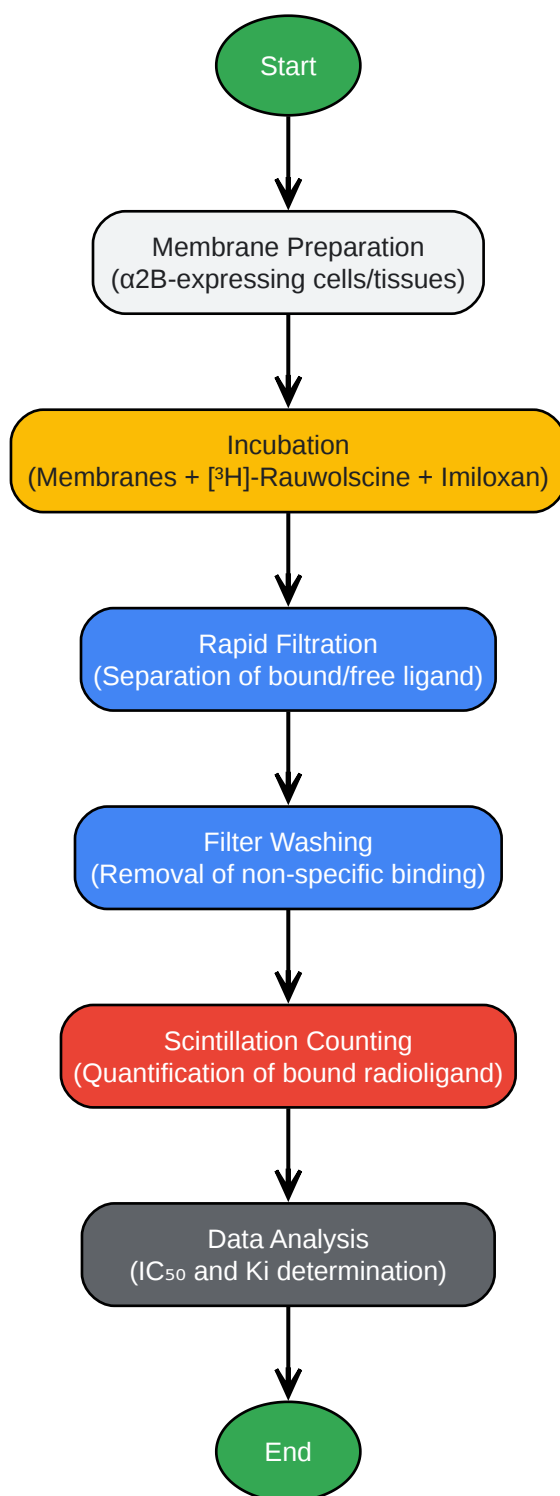 Start
Membrane Preparation
(α2B-expressing cells/tissues)
Incubation
(Membranes + [³H]-Rauwolscine + Imiloxan)
Rapid Filtration
(Separation of bound/free ligand)
Filter Washing
(Removal of non-specific binding)
Scintillation Counting
(Quantification of bound radioligand)
Data Analysis
(IC₅₀ and Ki determination)
End